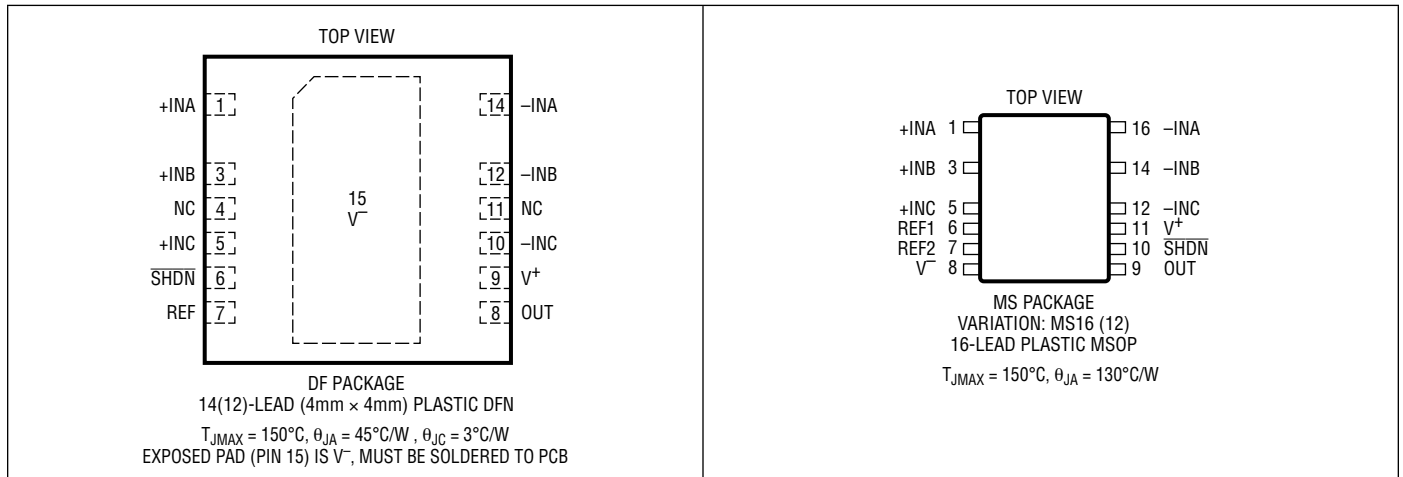 TOP VIEW
+INA 1
14 –INA
+INB 3
12 –INB
NC 4
11 NC
+INC 5
10 –INC
SHDN 6
9 V+
REF 7
8 OUT
15
V–
DF PACKAGE
14(12)-LEAD (4mm × 4mm) PLASTIC DFN
TJMAX = 150°C, θJA = 45°C/W , θJC = 3°C/W
EXPOSED PAD (PIN 15) IS V–, MUST BE SOLDERED TO PCB
TOP VIEW
+INA 1
16 –INA
+INB 3
14 –INB
+INC 5
12 –INC
REF1 6
11 V+
REF2 7
10 SHDN
V– 8
9 OUT
MS PACKAGE
VARIATION: MS16 (12)
16-LEAD PLASTIC MSOP
TJMAX = 150°C, θJA = 130°C/W